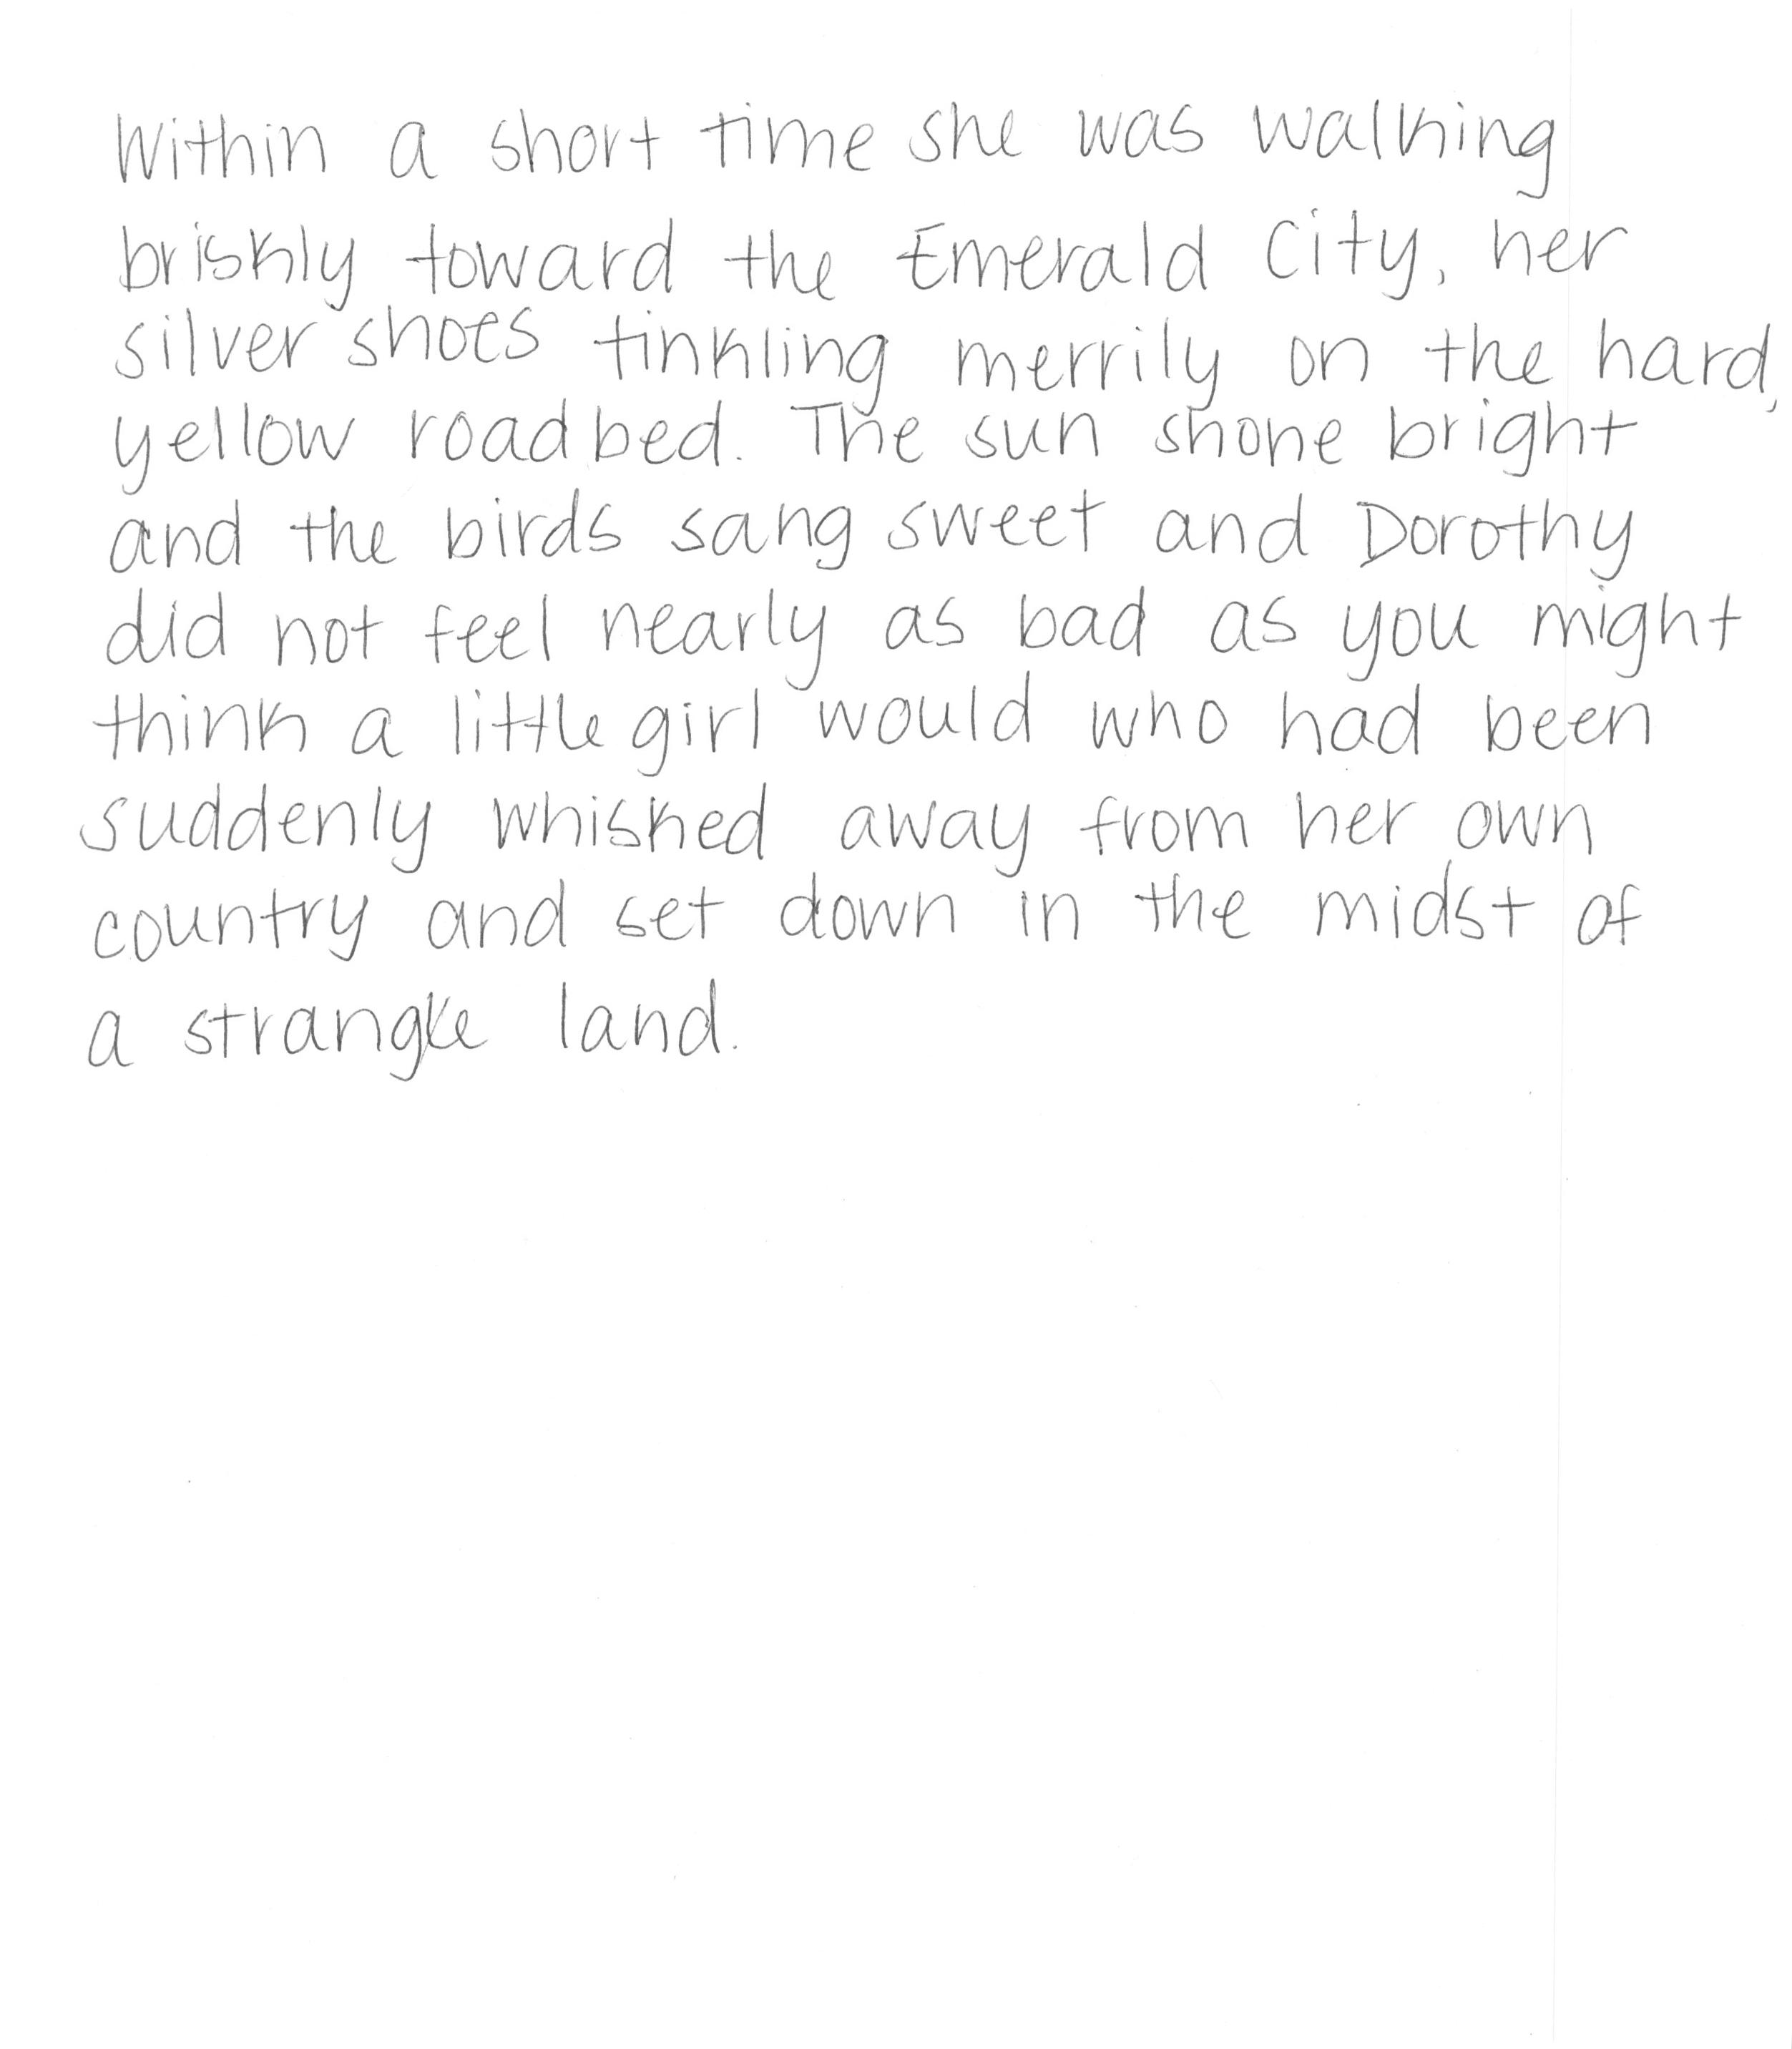 Within a short time she was walking
briskly toward the Emerald City, her
silver shoes tinkling merrily on the hard,
yellow roadbed. The sun shone bright
and the birds sang sweet and Dorothy
did not feel nearly as bad as you might
think a little girl would who had been
suddenly whisked away from her own
country and set down in the midst of
a strange land.